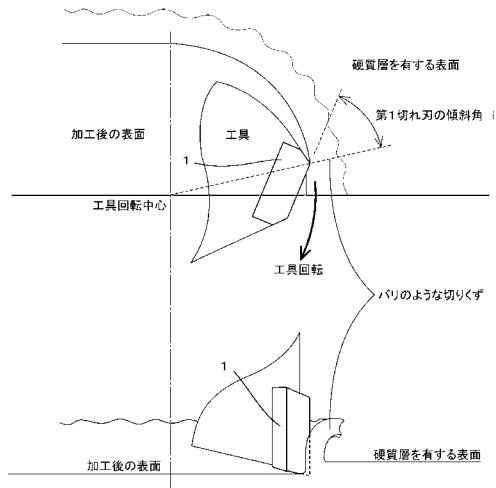 硬質層を有する表面
第1切れ刃の傾斜角
加工後の表面
工具
1
工具回転中心
工具回転
バリのような切りくず
1
加工後の表面
硬質層を有する表面